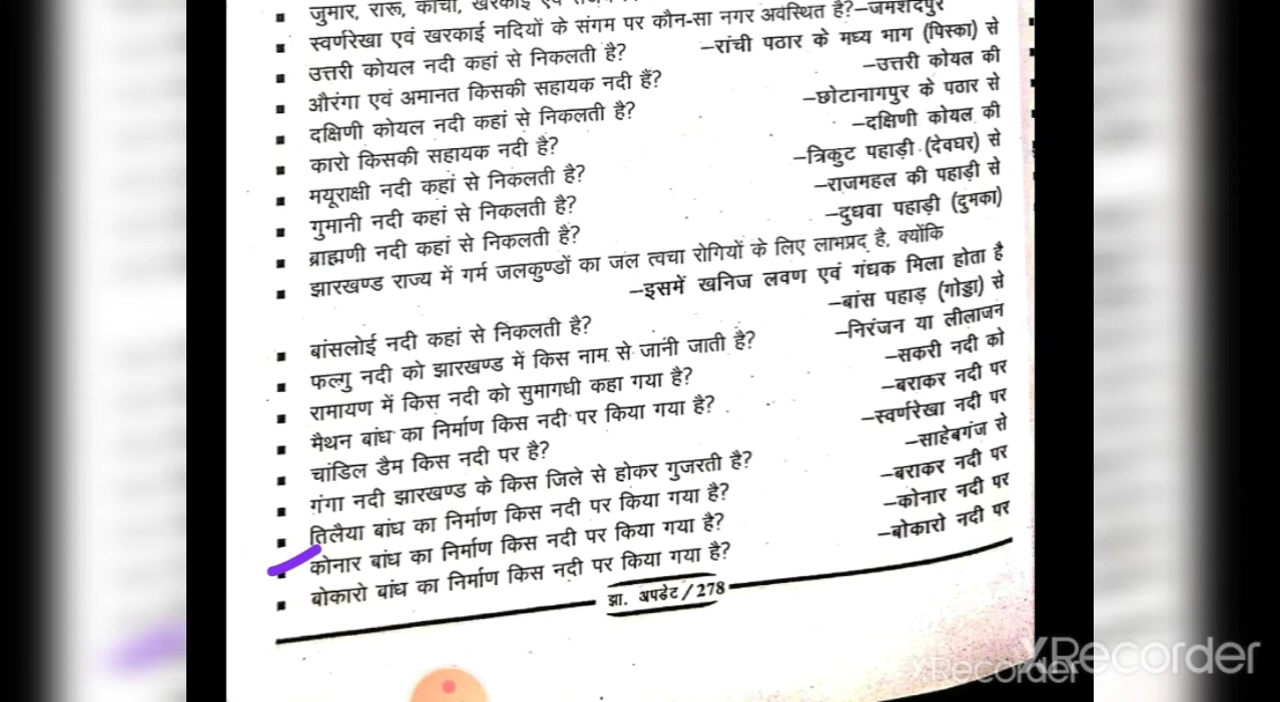 जुमार, रारू, कांची, खरकाई एवं
स्वर्णरेखा एवं खरकाई नदियों के संगम पर कौन-सा नगर अवस्थित है?–जमशेदपुर
उत्तरी कोयल नदी कहां से निकलती है? –रांची पठार के मध्य भाग (पिस्का) से
औरंगा एवं अमानत किसकी सहायक नदी हैं? –उत्तरी कोयल की
दक्षिणी कोयल नदी कहां से निकलती है? –छोटानागपुर के पठार से
कारो किसकी सहायक नदी है? –दक्षिणी कोयल की
मयूराक्षी नदी कहां से निकलती है? –त्रिकुट पहाड़ी (देवघर) से
गुमानी नदी कहां से निकलती है? –राजमहल की पहाड़ी से
ब्राह्मणी नदी कहां से निकलती है? –दुधवा पहाड़ी (दुमका)
झारखण्ड राज्य में गर्म जलकुण्डों का जल त्वचा रोगियों के लिए लाभप्रद है, क्योंकि
–इसमें खनिज लवण एवं गंधक मिला होता है
बांसलोई नदी कहां से निकलती है? –बांस पहाड़ (गोड्डा) से
फल्गु नदी को झारखण्ड में किस नाम से जानी जाती है? –निरंजन या लीलाजन
रामायण में किस नदी को सुमागधी कहा गया है? –सकरी नदी को
मैथन बांध का निर्माण किस नदी पर किया गया है? –बराकर नदी पर
चांडिल डैम किस नदी पर है? –स्वर्णरेखा नदी पर
गंगा नदी झारखण्ड के किस जिले से होकर गुजरती है? –साहेबगंज से
तिलैया बांध का निर्माण किस नदी पर किया गया है? –बराकर नदी पर
कोनार बांध का निर्माण किस नदी पर किया गया है? –कोनार नदी पर
बोकारो बांध का निर्माण किस नदी पर किया गया है? –बोकारो नदी पर
झा. अपडेट / 278
XRecorder
XRecorder